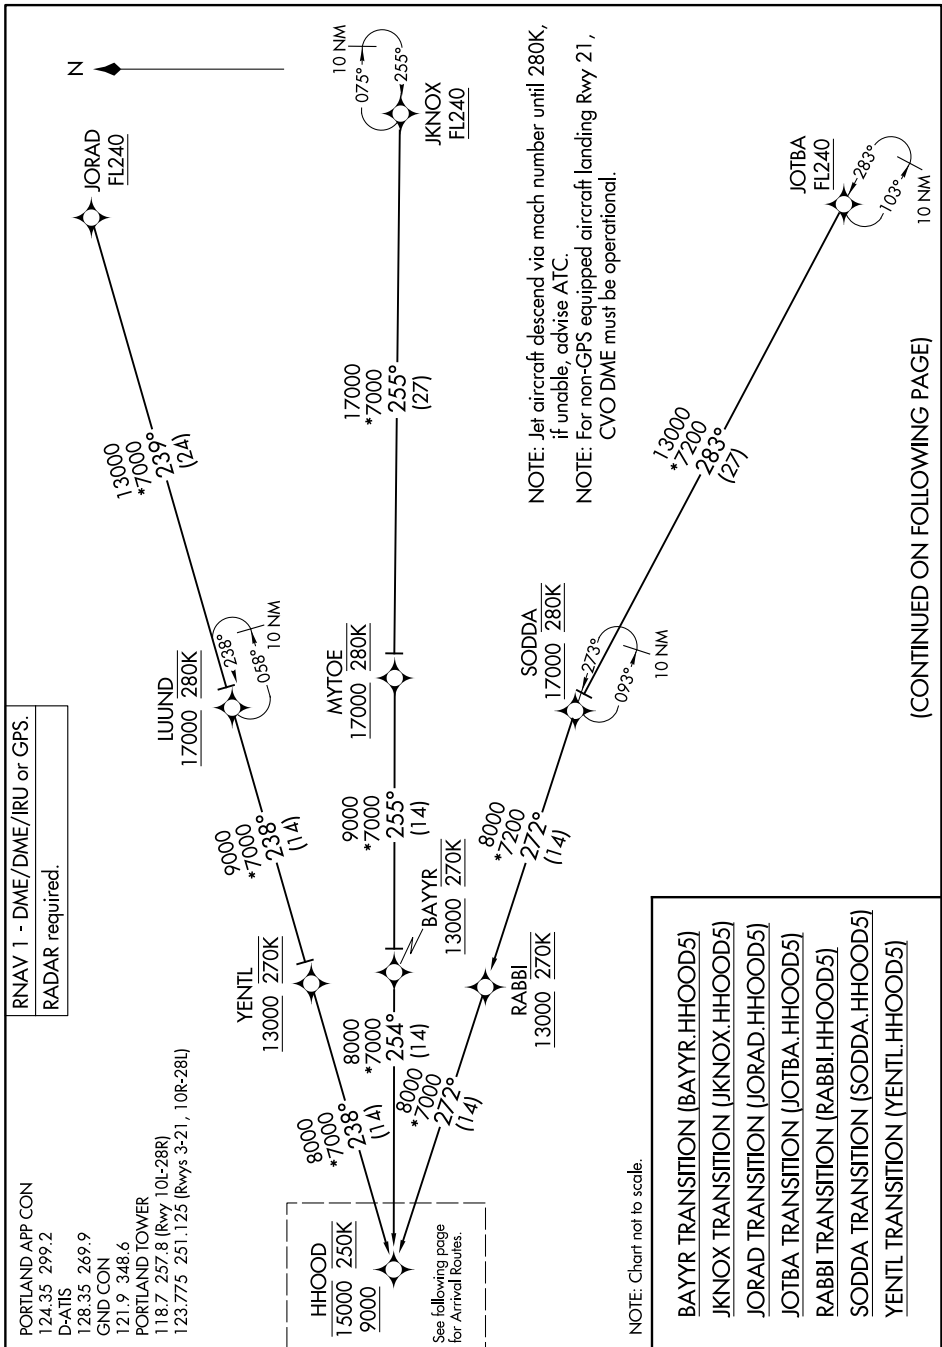 RNAV 1 - DME/DME/IRU or GPS.
RADAR required.
PORTLAND APP CON
124.35 299.2
D-ATIS
128.35 269.9
GND CON
121.9 348.6
PORTLAND TOWER
118.7 257.8 (Rwy 10L-28R)
123.775 251.125 (Rwys 3-21, 10R-28L)
N
JORAD
FL240
13000
*7000
239°
(24)
LUUND
17000 280K
238°
058°
10 NM
9000
*7000
238°
(14)
YENTL
13000 270K
8000
*7000
238°
(14)
JKNOX
FL240
10 NM
075°
255°
17000
*7000
255°
(27)
MYTOE
17000 280K
9000
*7000
255°
(14)
BAYYR
13000 270K
8000
*7000
254°
(14)
JOTBA
FL240
283°
103°
10 NM
13000
*7200
283°
(27)
SODDA
17000 280K
273°
093°
10 NM
8000
*7200
272°
(14)
RABBI
13000 270K
8000
*7000
272°
(14)
HHOOD
15000 250K
9000
See following page
for Arrival Routes.
NOTE: Jet aircraft descend via mach number until 280K,
if unable, advise ATC.
NOTE: For non-GPS equipped aircraft landing Rwy 21,
CVO DME must be operational.
NOTE: Chart not to scale.
BAYYR TRANSITION (BAYYR.HHOOD5)
JKNOX TRANSITION (JKNOX.HHOOD5)
JORAD TRANSITION (JORAD.HHOOD5)
JOTBA TRANSITION (JOTBA.HHOOD5)
RABBI TRANSITION (RABBI.HHOOD5)
SODDA TRANSITION (SODDA.HHOOD5)
YENTL TRANSITION (YENTL.HHOOD5)
(CONTINUED ON FOLLOWING PAGE)